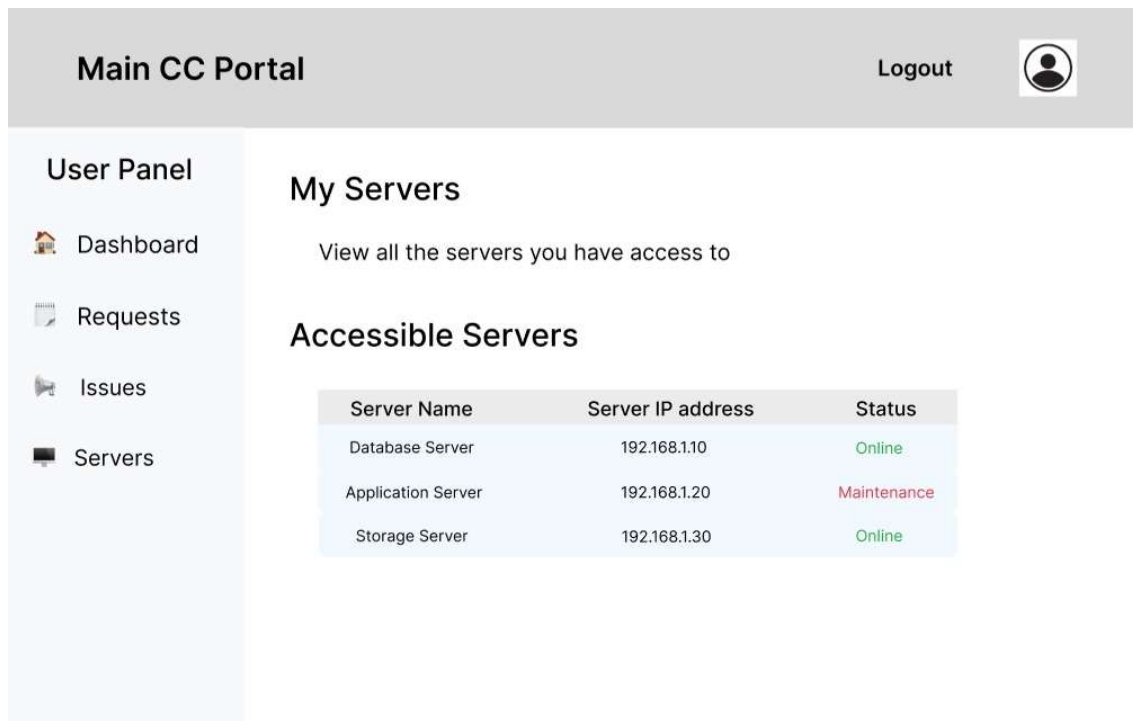 Main CC Portal
Logout
User Panel
Dashboard
Requests
Issues
Servers
My Servers
View all the servers you have access to
Accessible Servers
Server Name Server IP address Status
Database Server 192.168.1.10 Online
Application Server 192.168.1.20 Maintenance
Storage Server 192.168.1.30 Online